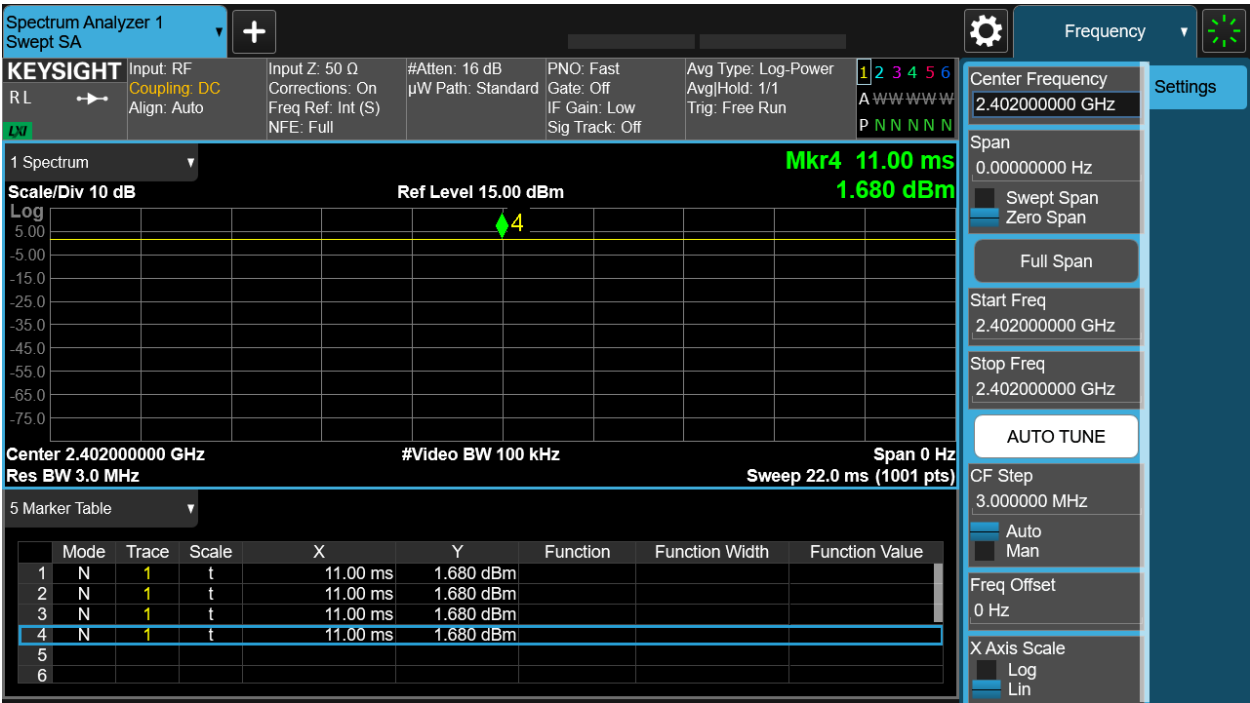 Spectrum Analyzer 1
Swept SA
+
Frequency
KEYSIGHT
R L
LXI
Input: RF
Coupling: DC
Align: Auto
Input Z: 50 Ω
Corrections: On
Freq Ref: Int (S)
NFE: Full
#Atten: 16 dB
µW Path: Standard
PNO: Fast
Gate: Off
IF Gain: Low
Sig Track: Off
Avg Type: Log-Power
Avg|Hold: 1/1
Trig: Free Run
1 2 3 4 5 6
A W W W W W
P N N N N N
1 Spectrum
Mkr4 11.00 ms
1.680 dBm
Scale/Div 10 dB
Ref Level 15.00 dBm
Log
4
5.00
-5.00
-15.0
-25.0
-35.0
-45.0
-55.0
-65.0
-75.0
Center 2.402000000 GHz
#Video BW 100 kHz
Span 0 Hz
Res BW 3.0 MHz
Sweep 22.0 ms (1001 pts)
5 Marker Table
Mode Trace Scale X Y Function Function Width Function Value
1 N 1 t 11.00 ms 1.680 dBm
2 N 1 t 11.00 ms 1.680 dBm
3 N 1 t 11.00 ms 1.680 dBm
4 N 1 t 11.00 ms 1.680 dBm
5
6
Center Frequency
2.402000000 GHz
Span
0.00000000 Hz
Swept Span
Zero Span
Full Span
Start Freq
2.402000000 GHz
Stop Freq
2.402000000 GHz
AUTO TUNE
CF Step
3.000000 MHz
Auto
Man
Freq Offset
0 Hz
X Axis Scale
Log
Lin
Settings